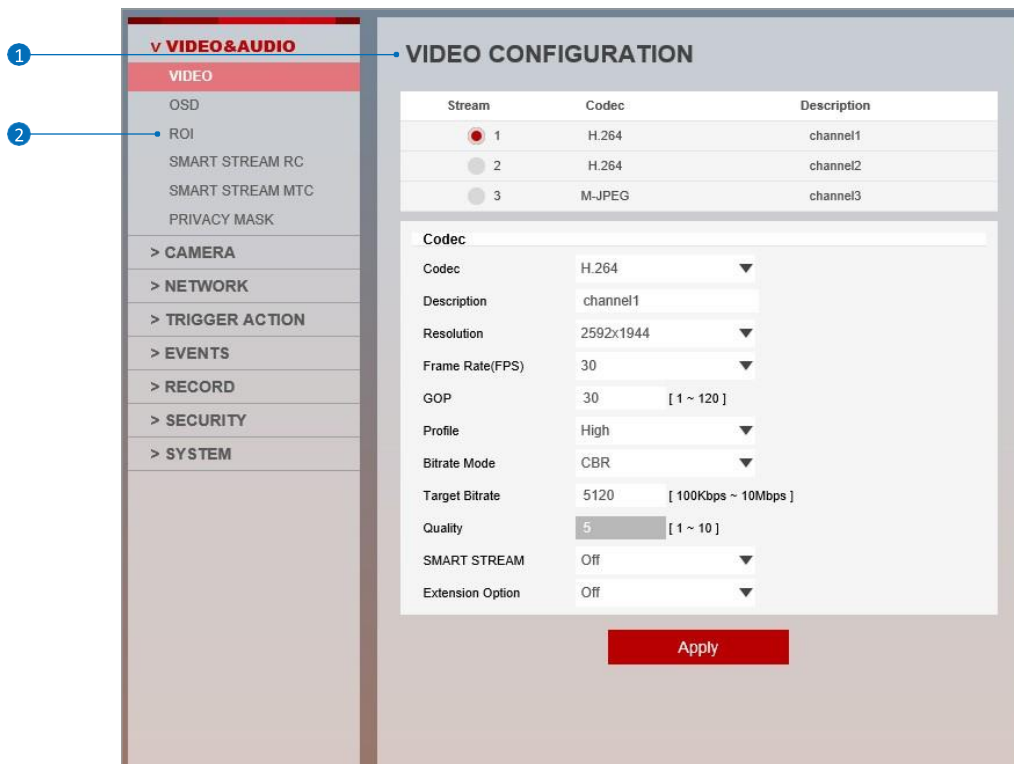 1
2
v VIDEO&AUDIO
VIDEO
OSD
ROI
SMART STREAM RC
SMART STREAM MTC
PRIVACY MASK
> CAMERA
> NETWORK
> TRIGGER ACTION
> EVENTS
> RECORD
> SECURITY
> SYSTEM
VIDEO CONFIGURATION
Stream Codec Description
1 H.264 channel1
2 H.264 channel2
3 M-JPEG channel3
Codec
Codec H.264
Description channel1
Resolution 2592x1944
Frame Rate(FPS) 30
GOP 30 [ 1 ~ 120 ]
Profile High
Bitrate Mode CBR
Target Bitrate 5120 [ 100Kbps ~ 10Mbps ]
Quality 5 [ 1 ~ 10 ]
SMART STREAM Off
Extension Option Off
Apply